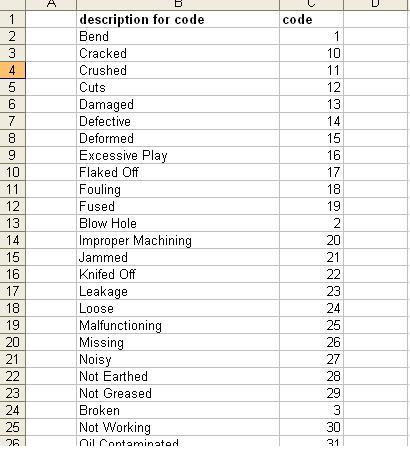 A B C D
1 description for code code
2 Bend 1
3 Cracked 10
4 Crushed 11
5 Cuts 12
6 Damaged 13
7 Defective 14
8 Deformed 15
9 Excessive Play 16
10 Flaked Off 17
11 Fouling 18
12 Fused 19
13 Blow Hole 2
14 Improper Machining 20
15 Jammed 21
16 Knifed Off 22
17 Leakage 23
18 Loose 24
19 Malfunctioning 25
20 Missing 26
21 Noisy 27
22 Not Earthed 28
23 Not Greased 29
24 Broken 3
25 Not Working 30
26 Oil Contaminated 31